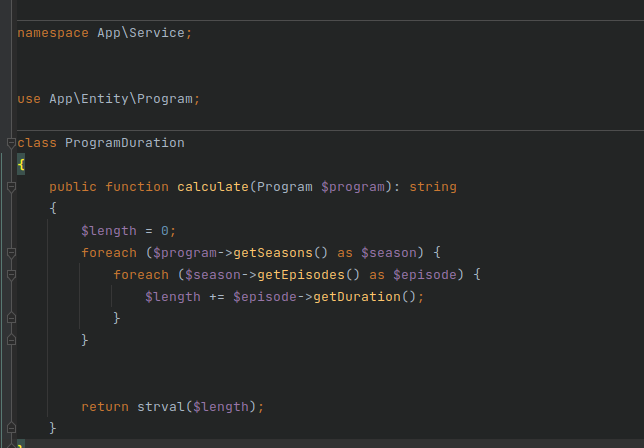 namespace App\Service;
use App\Entity\Program;
class ProgramDuration
{
    public function calculate(Program $program): string
    {
        $length = 0;
        foreach ($program->getSeasons() as $season) {
            foreach ($season->getEpisodes() as $episode) {
                $length += $episode->getDuration();
            }
        }
        return strval($length);
    }
}